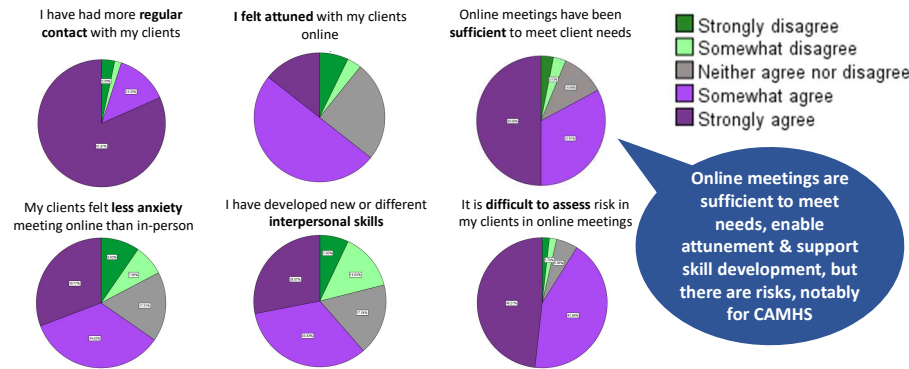 I have had more regular
contact with my clients
I felt attuned with my clients
online
Online meetings have been
sufficient to meet client needs
Strongly disagree
Somewhat disagree
Neither agree nor disagree
Somewhat agree
Strongly agree
My clients felt less anxiety
meeting online than in-person
I have developed new or different
interpersonal skills
It is difficult to assess risk in
my clients in online meetings
Online meetings are
sufficient to meet
needs, enable
attunement & support
skill development, but
there are risks, notably
for CAMHS